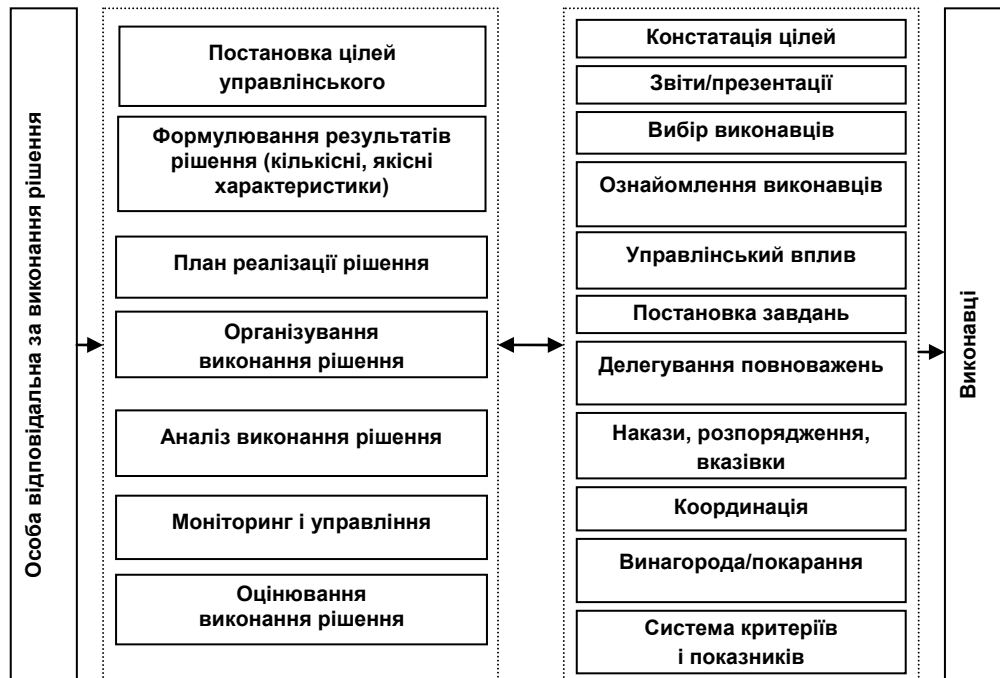 Особа відповідальна за виконання рішення
Постановка цілей
управлінського
Формулювання результатів
рішення (кількісні, якісні
характеристики)
План реалізації рішення
Організування
виконання рішення
Аналіз виконання рішення
Моніторинг і управління
Оцінювання
виконання рішення
Констатація цілей
Звіти/презентації
Вибір виконавців
Ознайомлення виконавців
Управлінський вплив
Постановка завдань
Делегування повноважень
Накази, розпорядження,
вказівки
Координація
Винагорода/покарання
Система критеріїв
і показників
Виконавці